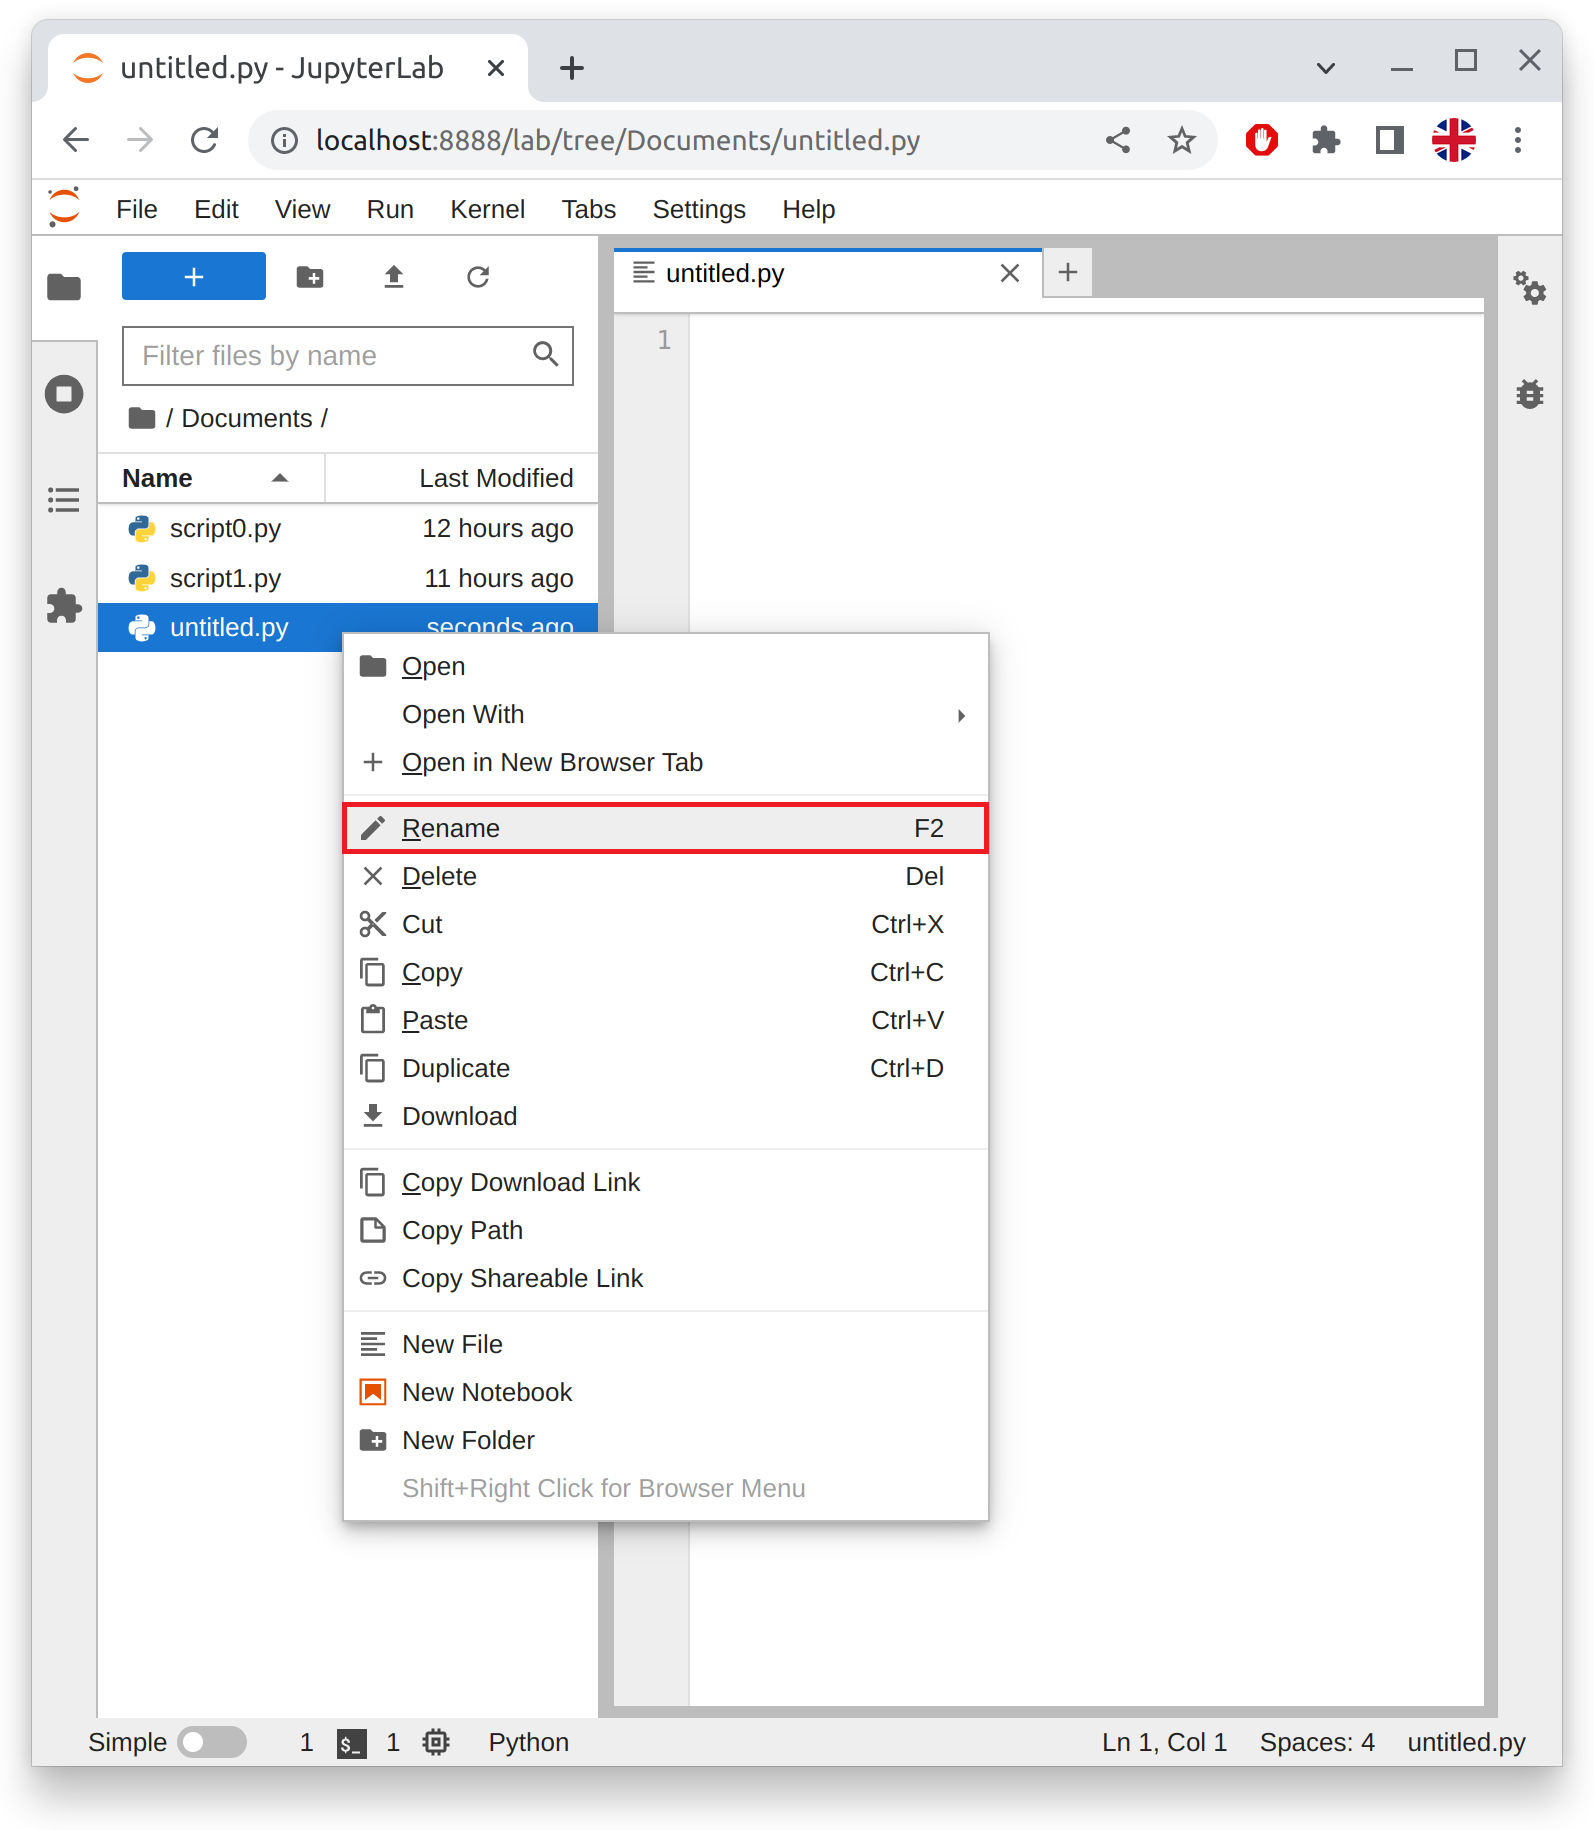 untitled.py - JupyterLab
localhost:8888/lab/tree/Documents/untitled.py
File Edit View Run Kernel Tabs Settings Help
untitled.py
Filter files by name
/ Documents /
1
Name Last Modified
script0.py 12 hours ago
script1.py 11 hours ago
untitled.py seconds ago
Open
Open With
Open in New Browser Tab
Rename F2
Delete Del
Cut Ctrl+X
Copy Ctrl+C
Paste Ctrl+V
Duplicate Ctrl+D
Download
Copy Download Link
Copy Path
Copy Shareable Link
New File
New Notebook
New Folder
Shift+Right Click for Browser Menu
Simple 1 $_ 1 Python Ln 1, Col 1 Spaces: 4 untitled.py